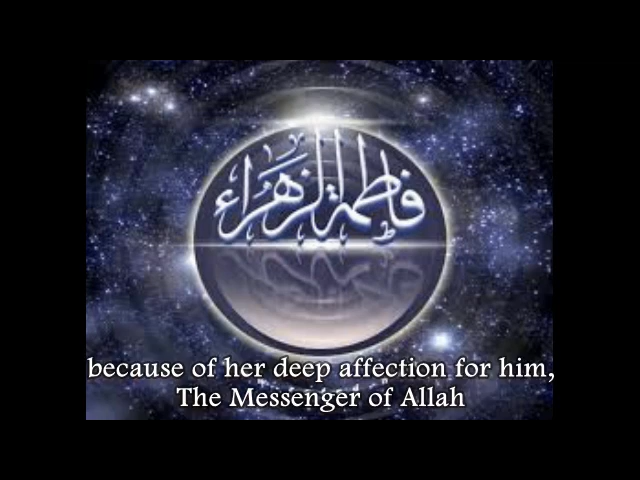 فاطمة الزهراء
because of her deep affection for him,
The Messenger of Allah